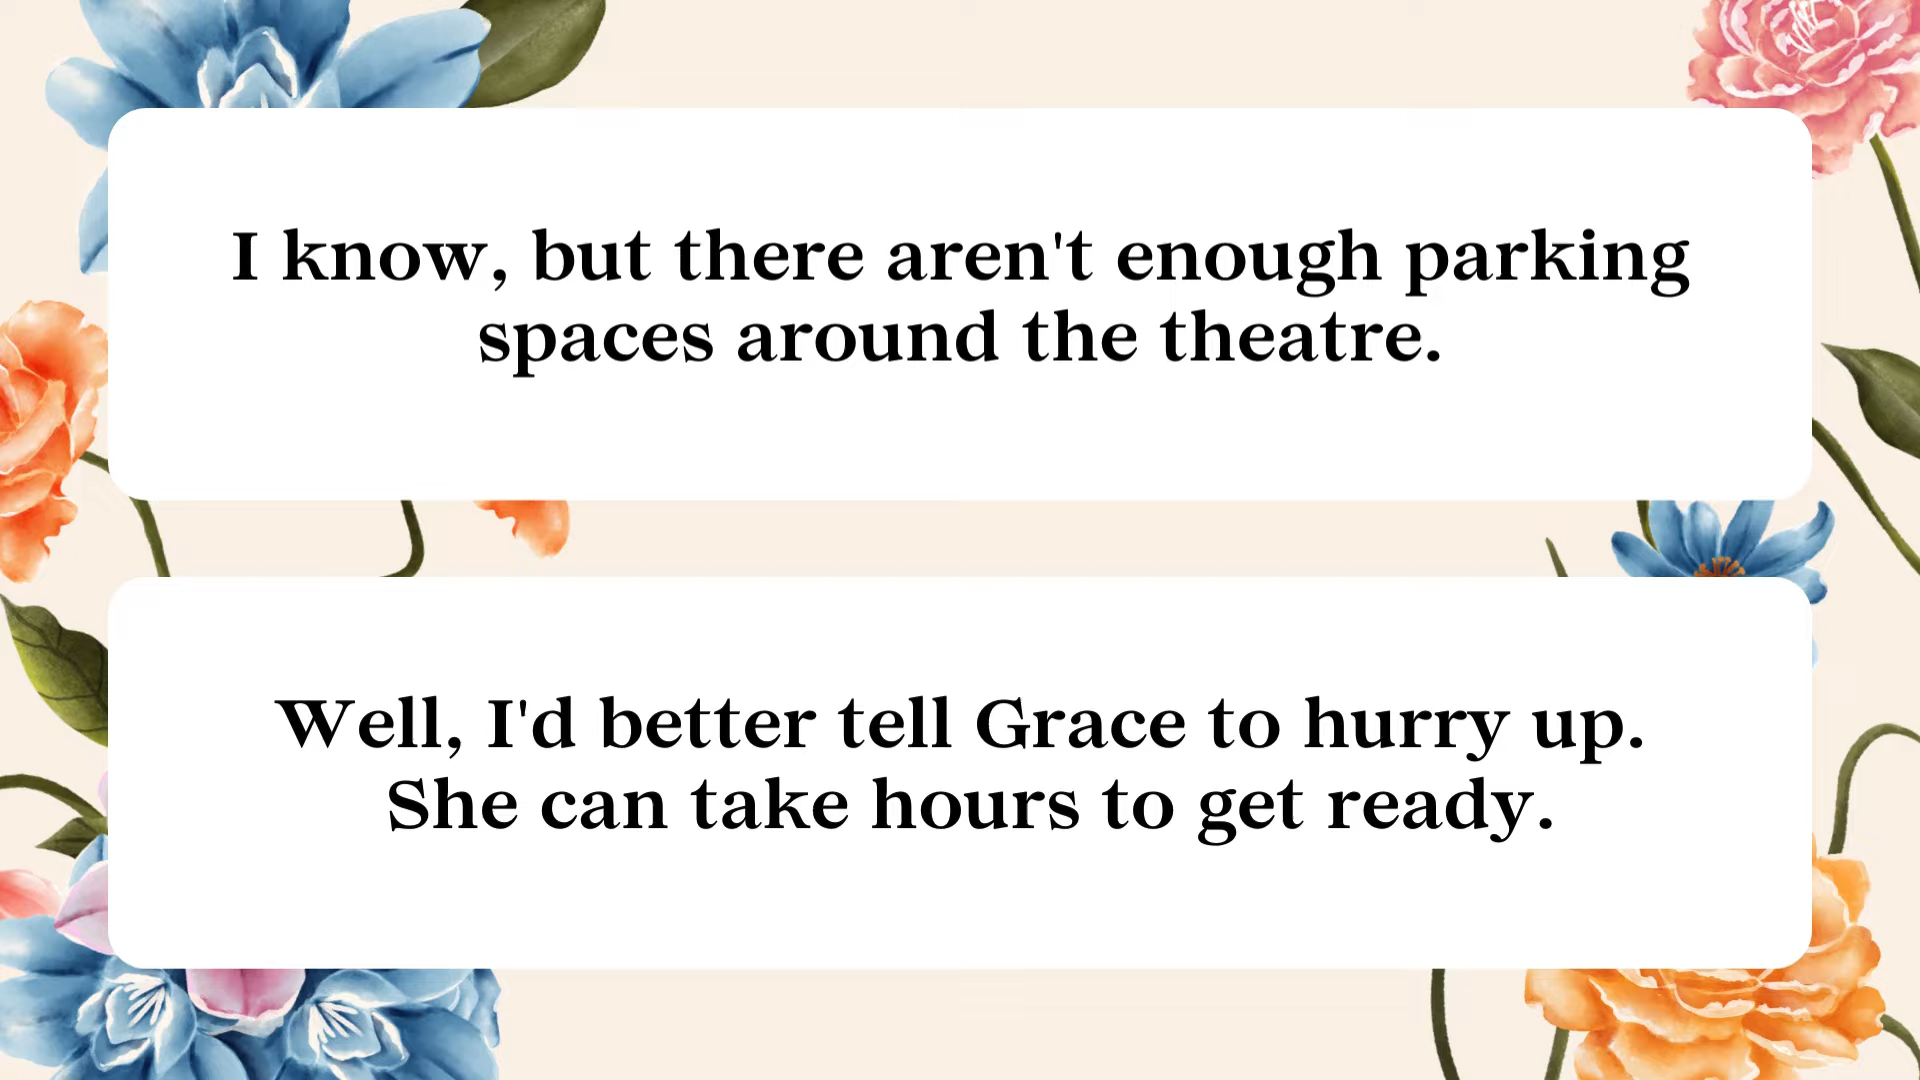 I know, but there aren't enough parking
spaces around the theatre.
Well, I'd better tell Grace to hurry up.
She can take hours to get ready.